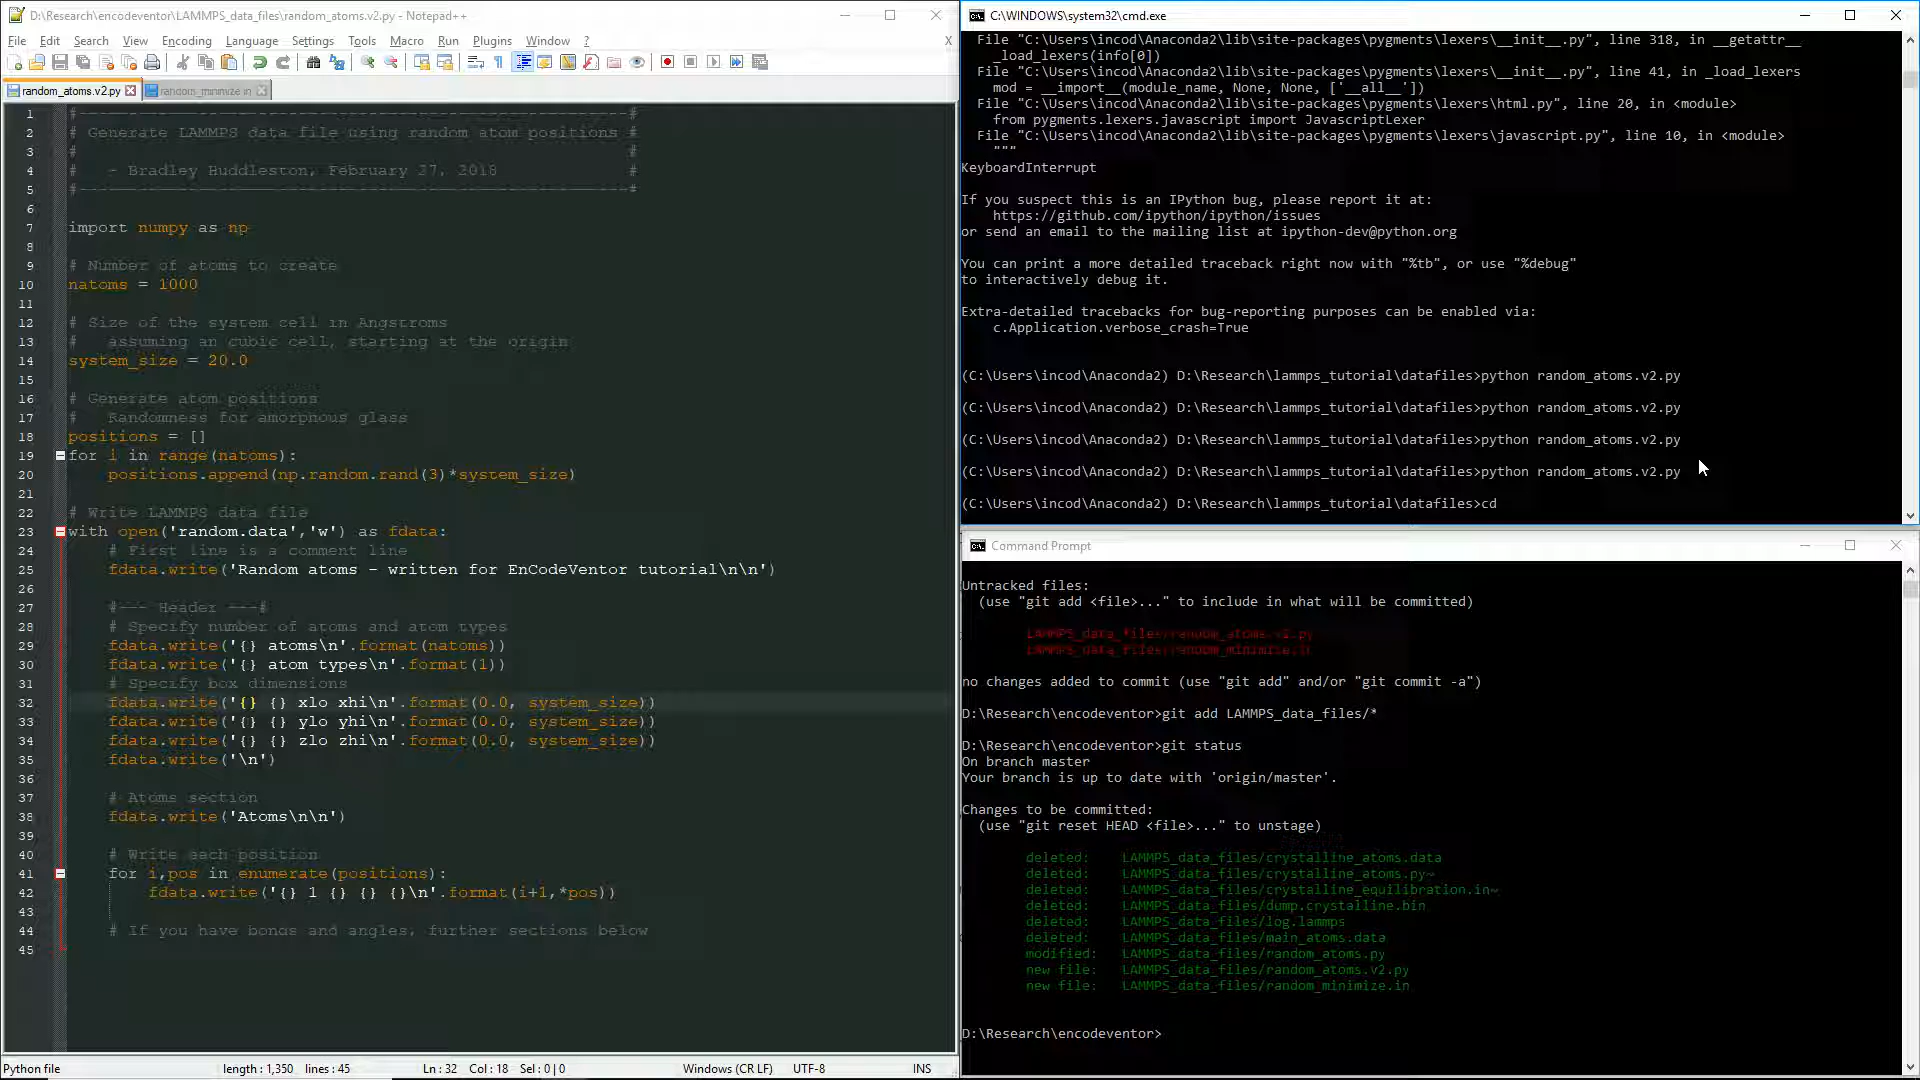 D:\Research\encodeventor\LAMMPS_data_files\random_atoms.v2.py - Notepad++
File Edit Search View Encoding Language Settings Tools Macro Run Plugins Window ? X
random_atoms.v2.py random_minimize.in
1 #------------------------------------------------------#
2 # Generate LAMMPS data file using random atom positions #
3 # #
4 # - Bradley Huddleston, February 27, 2018 #
5 #------------------------------------------------------#
6
7 import numpy as np
8
9 # Number of atoms to create
10 natoms = 1000
11
12 # Size of the system cell in Angstroms
13 # assuming an cubic cell, starting at the origin
14 system_size = 20.0
15
16 # Generate atom positions
17 # Randomness for amorphous glass
18 positions = []
19 for i in range(natoms):
20 positions.append(np.random.rand(3)*system_size)
21
22 # Write LAMMPS data file
23 with open('random.data','w') as fdata:
24 # First line is a comment line
25 fdata.write('Random atoms - written for EnCodeVentor tutorial\n\n')
26
27 #--- Header ---#
28 # Specify number of atoms and atom types
29 fdata.write('{} atoms\n'.format(natoms))
30 fdata.write('{} atom types\n'.format(1))
31 # Specify box dimensions
32 fdata.write('{} {} xlo xhi\n'.format(0.0, system_size))
33 fdata.write('{} {} ylo yhi\n'.format(0.0, system_size))
34 fdata.write('{} {} zlo zhi\n'.format(0.0, system_size))
35 fdata.write('\n')
36
37 # Atoms section
38 fdata.write('Atoms\n\n')
39
40 # Write each position
41 for i,pos in enumerate(positions):
42 fdata.write('{} 1 {} {} {}\n'.format(i+1,*pos))
43
44 # If you have bonds and angles, further sections below
45
Python file length : 1,350 lines : 45 Ln : 32 Col : 18 Sel : 0 | 0 Windows (CR LF) UTF-8 INS
C:\WINDOWS\system32\cmd.exe
File "C:\Users\incod\Anaconda2\lib\site-packages\pygments\lexers\__init__.py", line 318, in __getattr__
_load_lexers(info[0])
File "C:\Users\incod\Anaconda2\lib\site-packages\pygments\lexers\__init__.py", line 41, in _load_lexers
mod = __import__(module_name, None, None, ['__all__'])
File "C:\Users\incod\Anaconda2\lib\site-packages\pygments\lexers\html.py", line 20, in <module>
from pygments.lexers.javascript import JavascriptLexer
File "C:\Users\incod\Anaconda2\lib\site-packages\pygments\lexers\javascript.py", line 10, in <module>
"""
KeyboardInterrupt
If you suspect this is an IPython bug, please report it at:
https://github.com/ipython/ipython/issues
or send an email to the mailing list at ipython-dev@python.org
You can print a more detailed traceback right now with "%tb", or use "%debug"
to interactively debug it.
Extra-detailed tracebacks for bug-reporting purposes can be enabled via:
c.Application.verbose_crash=True
(C:\Users\incod\Anaconda2) D:\Research\lammps_tutorial\datafiles>python random_atoms.v2.py
(C:\Users\incod\Anaconda2) D:\Research\lammps_tutorial\datafiles>python random_atoms.v2.py
(C:\Users\incod\Anaconda2) D:\Research\lammps_tutorial\datafiles>python random_atoms.v2.py
(C:\Users\incod\Anaconda2) D:\Research\lammps_tutorial\datafiles>python random_atoms.v2.py
(C:\Users\incod\Anaconda2) D:\Research\lammps_tutorial\datafiles>cd
Command Prompt
Untracked files:
(use "git add <file>..." to include in what will be committed)
LAMMPS_data_files/random_atoms.v2.py
LAMMPS_data_files/random_minimize.in
no changes added to commit (use "git add" and/or "git commit -a")
D:\Research\encodeventor>git add LAMMPS_data_files/*
D:\Research\encodeventor>git status
On branch master
Your branch is up to date with 'origin/master'.
Changes to be committed:
(use "git reset HEAD <file>..." to unstage)
deleted: LAMMPS_data_files/crystalline_atoms.data
deleted: LAMMPS_data_files/crystalline_atoms.py~
deleted: LAMMPS_data_files/crystalline_equilibration.in~
deleted: LAMMPS_data_files/dump.crystalline.bin
deleted: LAMMPS_data_files/log.lammps
deleted: LAMMPS_data_files/main_atoms.data
modified: LAMMPS_data_files/random_atoms.py
new file: LAMMPS_data_files/random_atoms.v2.py
new file: LAMMPS_data_files/random_minimize.in
D:\Research\encodeventor>